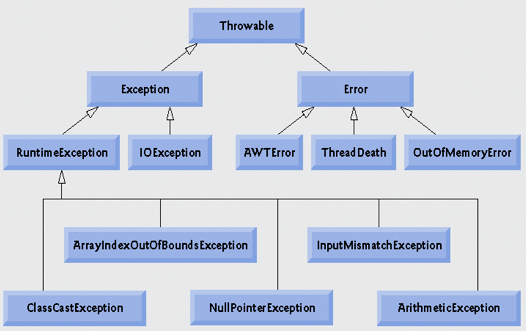 Throwable
Exception
Error
RuntimeException
IOException
AWTError
ThreadDeath
OutOfMemoryError
ArrayIndexOutOfBoundsException
InputMismatchException
ClassCastException
NullPointerException
ArithmeticException